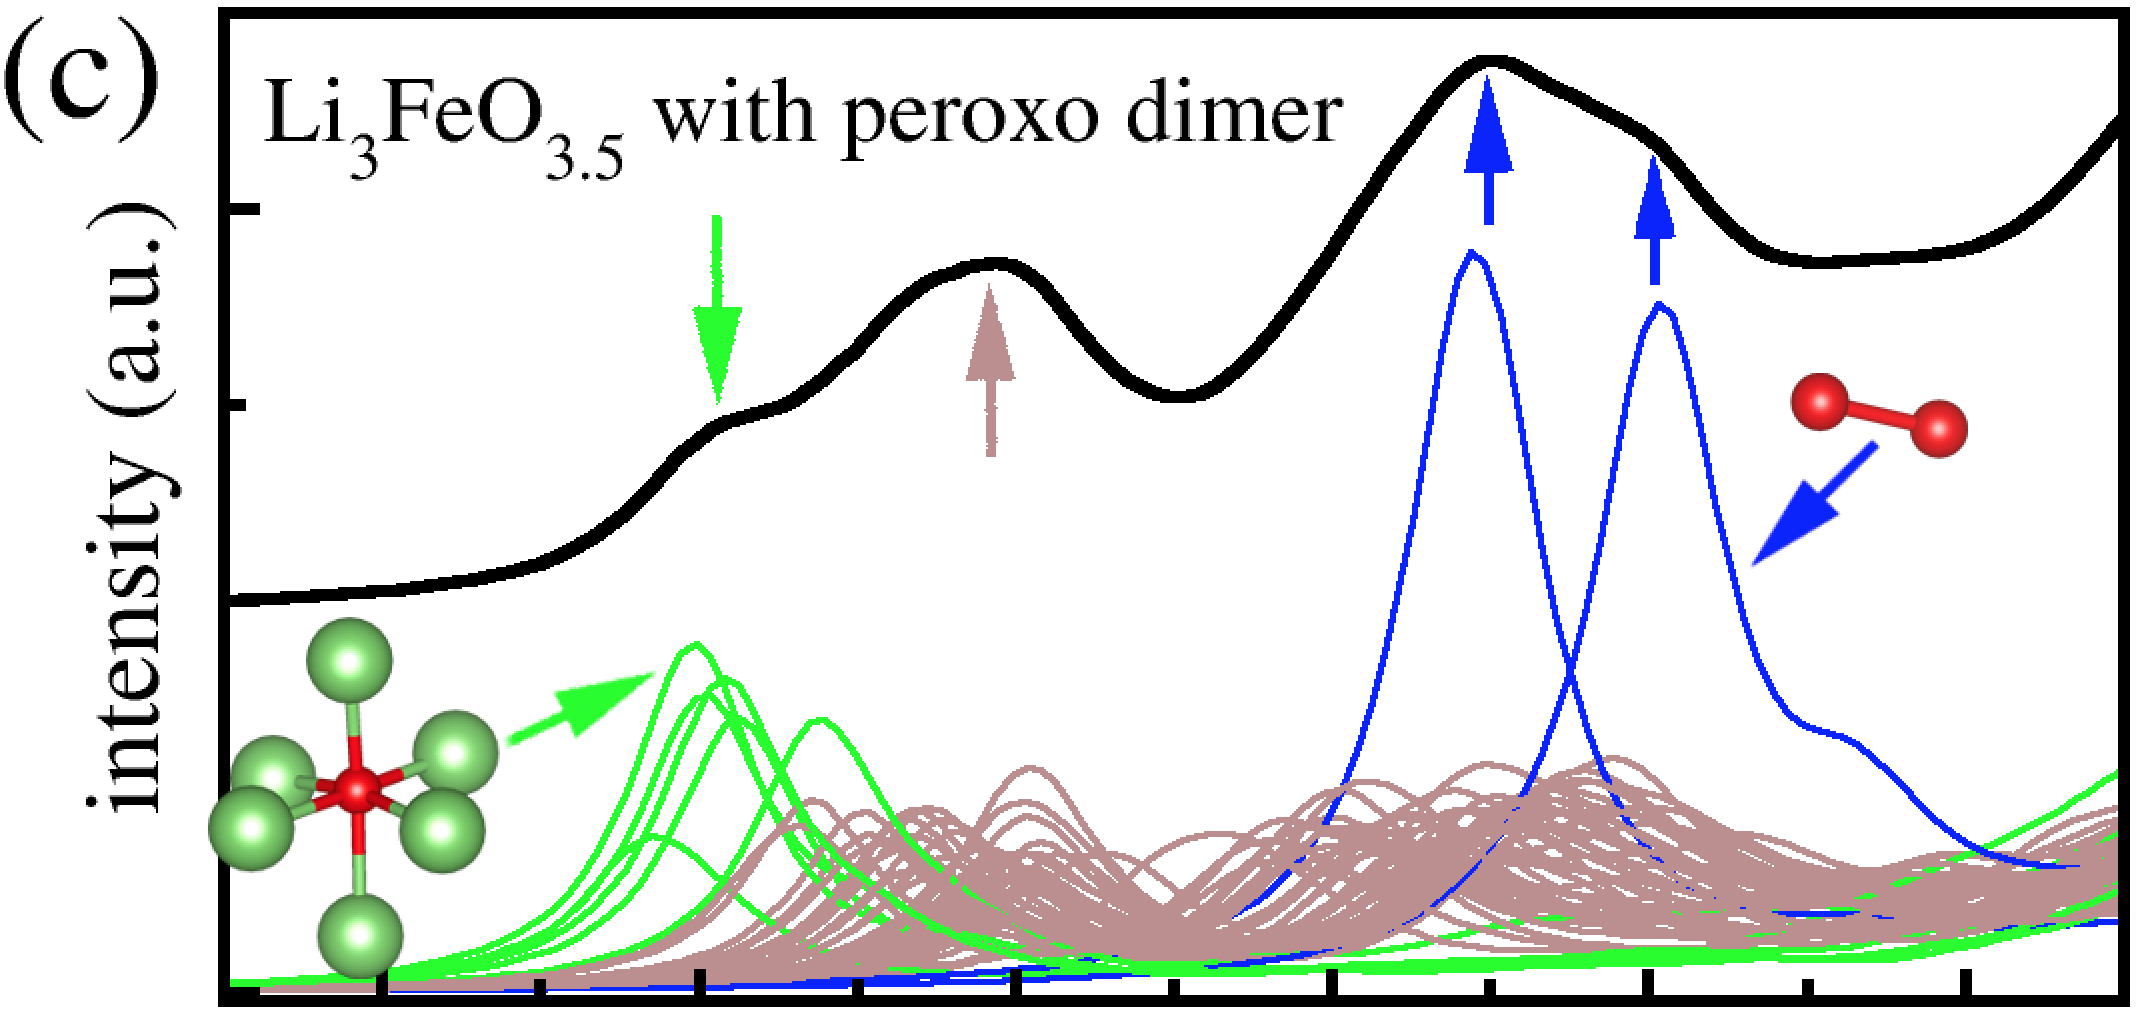 (c)
Li₃FeO₃.₅ with peroxo dimer
intensity (a.u.)